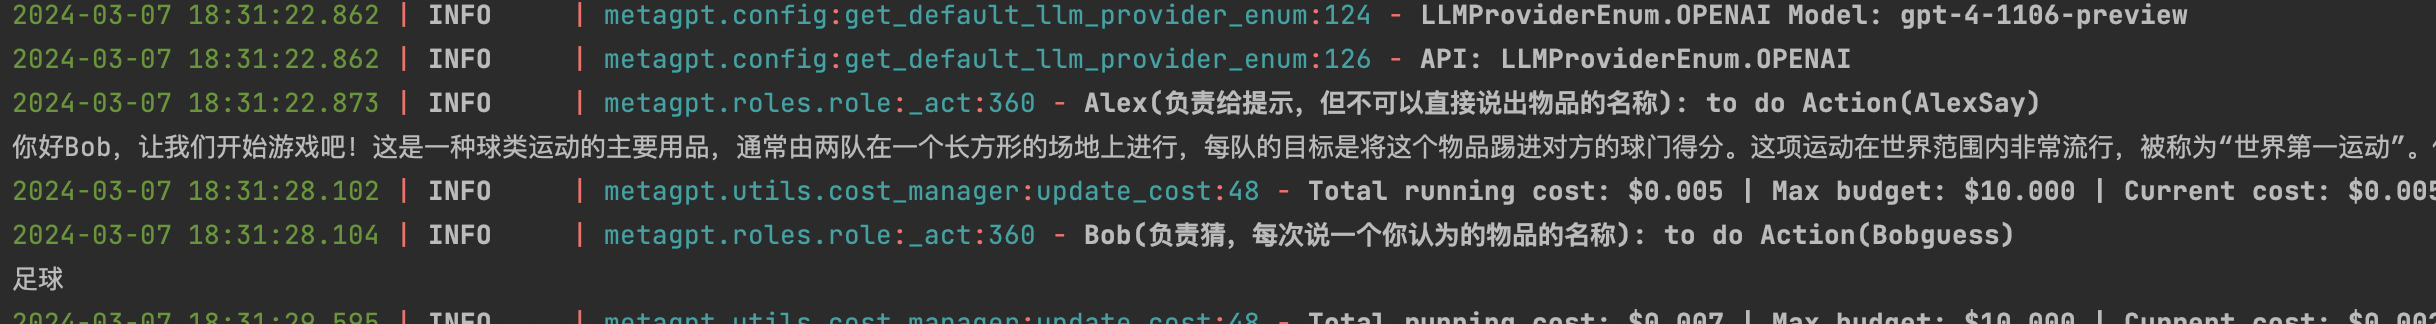 2024-03-07 18:31:22.862 | INFO     | metagpt.config:get_default_llm_provider_enum:124 - LLMProviderEnum.OPENAI Model: gpt-4-1106-preview
2024-03-07 18:31:22.862 | INFO     | metagpt.config:get_default_llm_provider_enum:126 - API: LLMProviderEnum.OPENAI
2024-03-07 18:31:22.873 | INFO     | metagpt.roles.role:_act:360 - Alex(负责给提示，但不可以直接说出物品的名称): to do Action(AlexSay)
你好Bob，让我们开始游戏吧！这是一种球类运动的主要用品，通常由两队在一个长方形的场地上进行，每队的目标是将这个物品踢进对方的球门得分。这项运动在世界范围内非常流行，被称为“世界第一运动”。
2024-03-07 18:31:28.102 | INFO     | metagpt.utils.cost_manager:update_cost:48 - Total running cost: $0.005 | Max budget: $10.000 | Current cost: $0.005
2024-03-07 18:31:28.104 | INFO     | metagpt.roles.role:_act:360 - Bob(负责猜，每次说一个你认为的物品的名称): to do Action(Bobguess)
足球
2024-03-07 18:31:29.595 | INFO     | metagpt.utils.cost_manager:update_cost:48 - Total running cost: $0.007 | Max budget: $10.000 | Current cost: